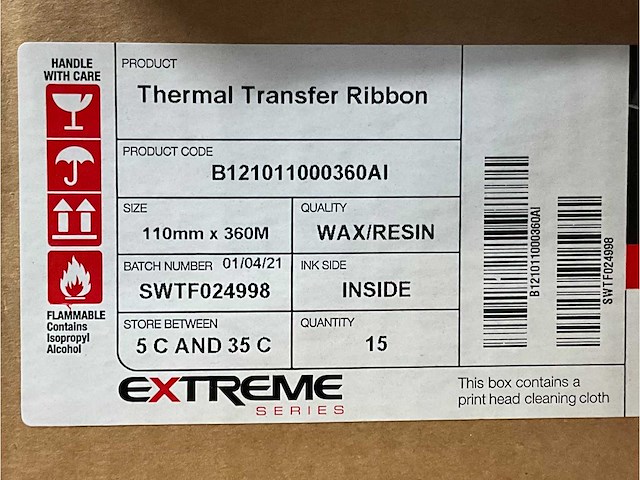 HANDLE
WITH CARE
FLAMMABLE
Contains
Isopropyl
Alcohol
PRODUCT
Thermal Transfer Ribbon
PRODUCT CODE
B121011000360AI
SIZE
110mm x 360M
QUALITY
WAX/RESIN
BATCH NUMBER 01/04/21
SWTF024998
INK SIDE
INSIDE
STORE BETWEEN
5 C AND 35 C
QUANTITY
15
B121011000360AI
SWTF024998
EXTREME
SERIES
This box contains a
print head cleaning cloth